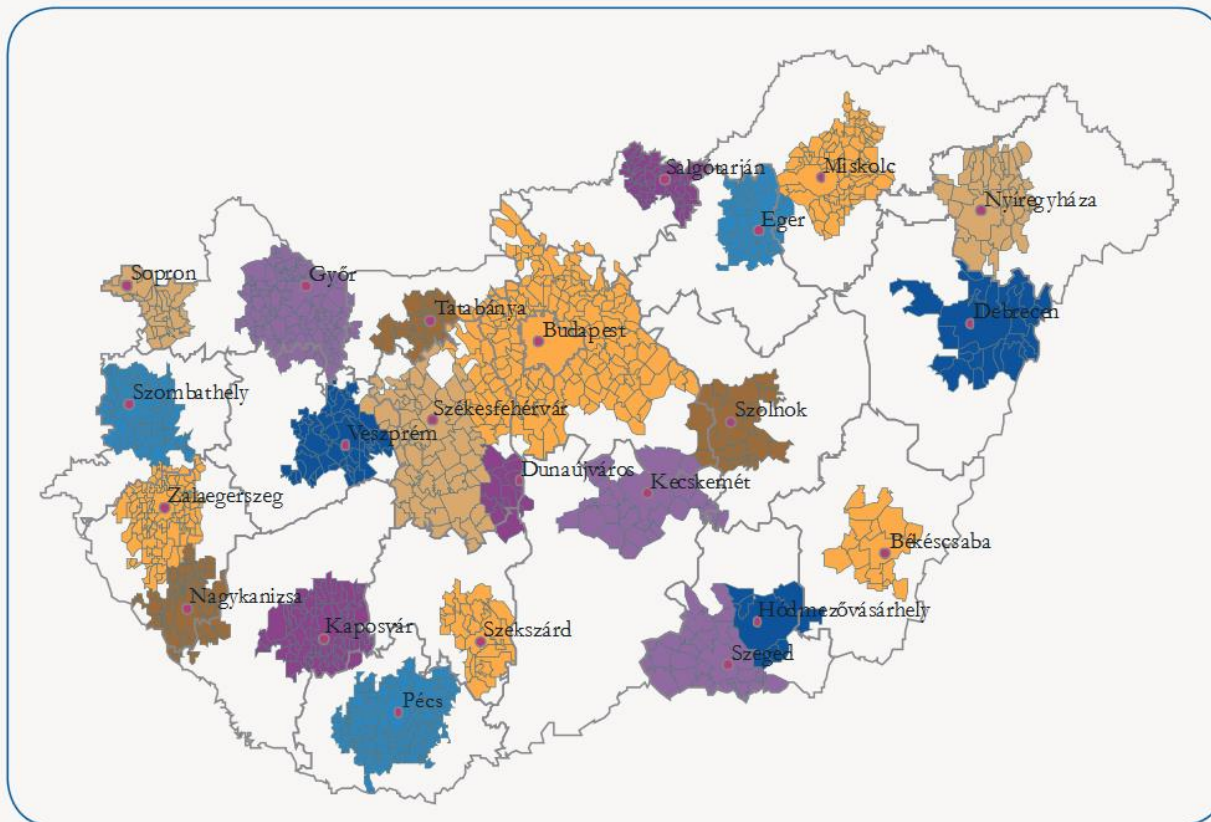 Salgótarján
Miskolc
Nyíregyháza
Eger
Sopron
Győr
Tatabánya
Budapest
Debrecen
Szombathely
Székesfehérvár
Szolnok
Veszprém
Dunaújváros
Kecskemét
Zalaegerszeg
Békéscsaba
Nagykanizsa
Kaposvár
Szekszárd
Hódmezővásárhely
Szeged
Pécs